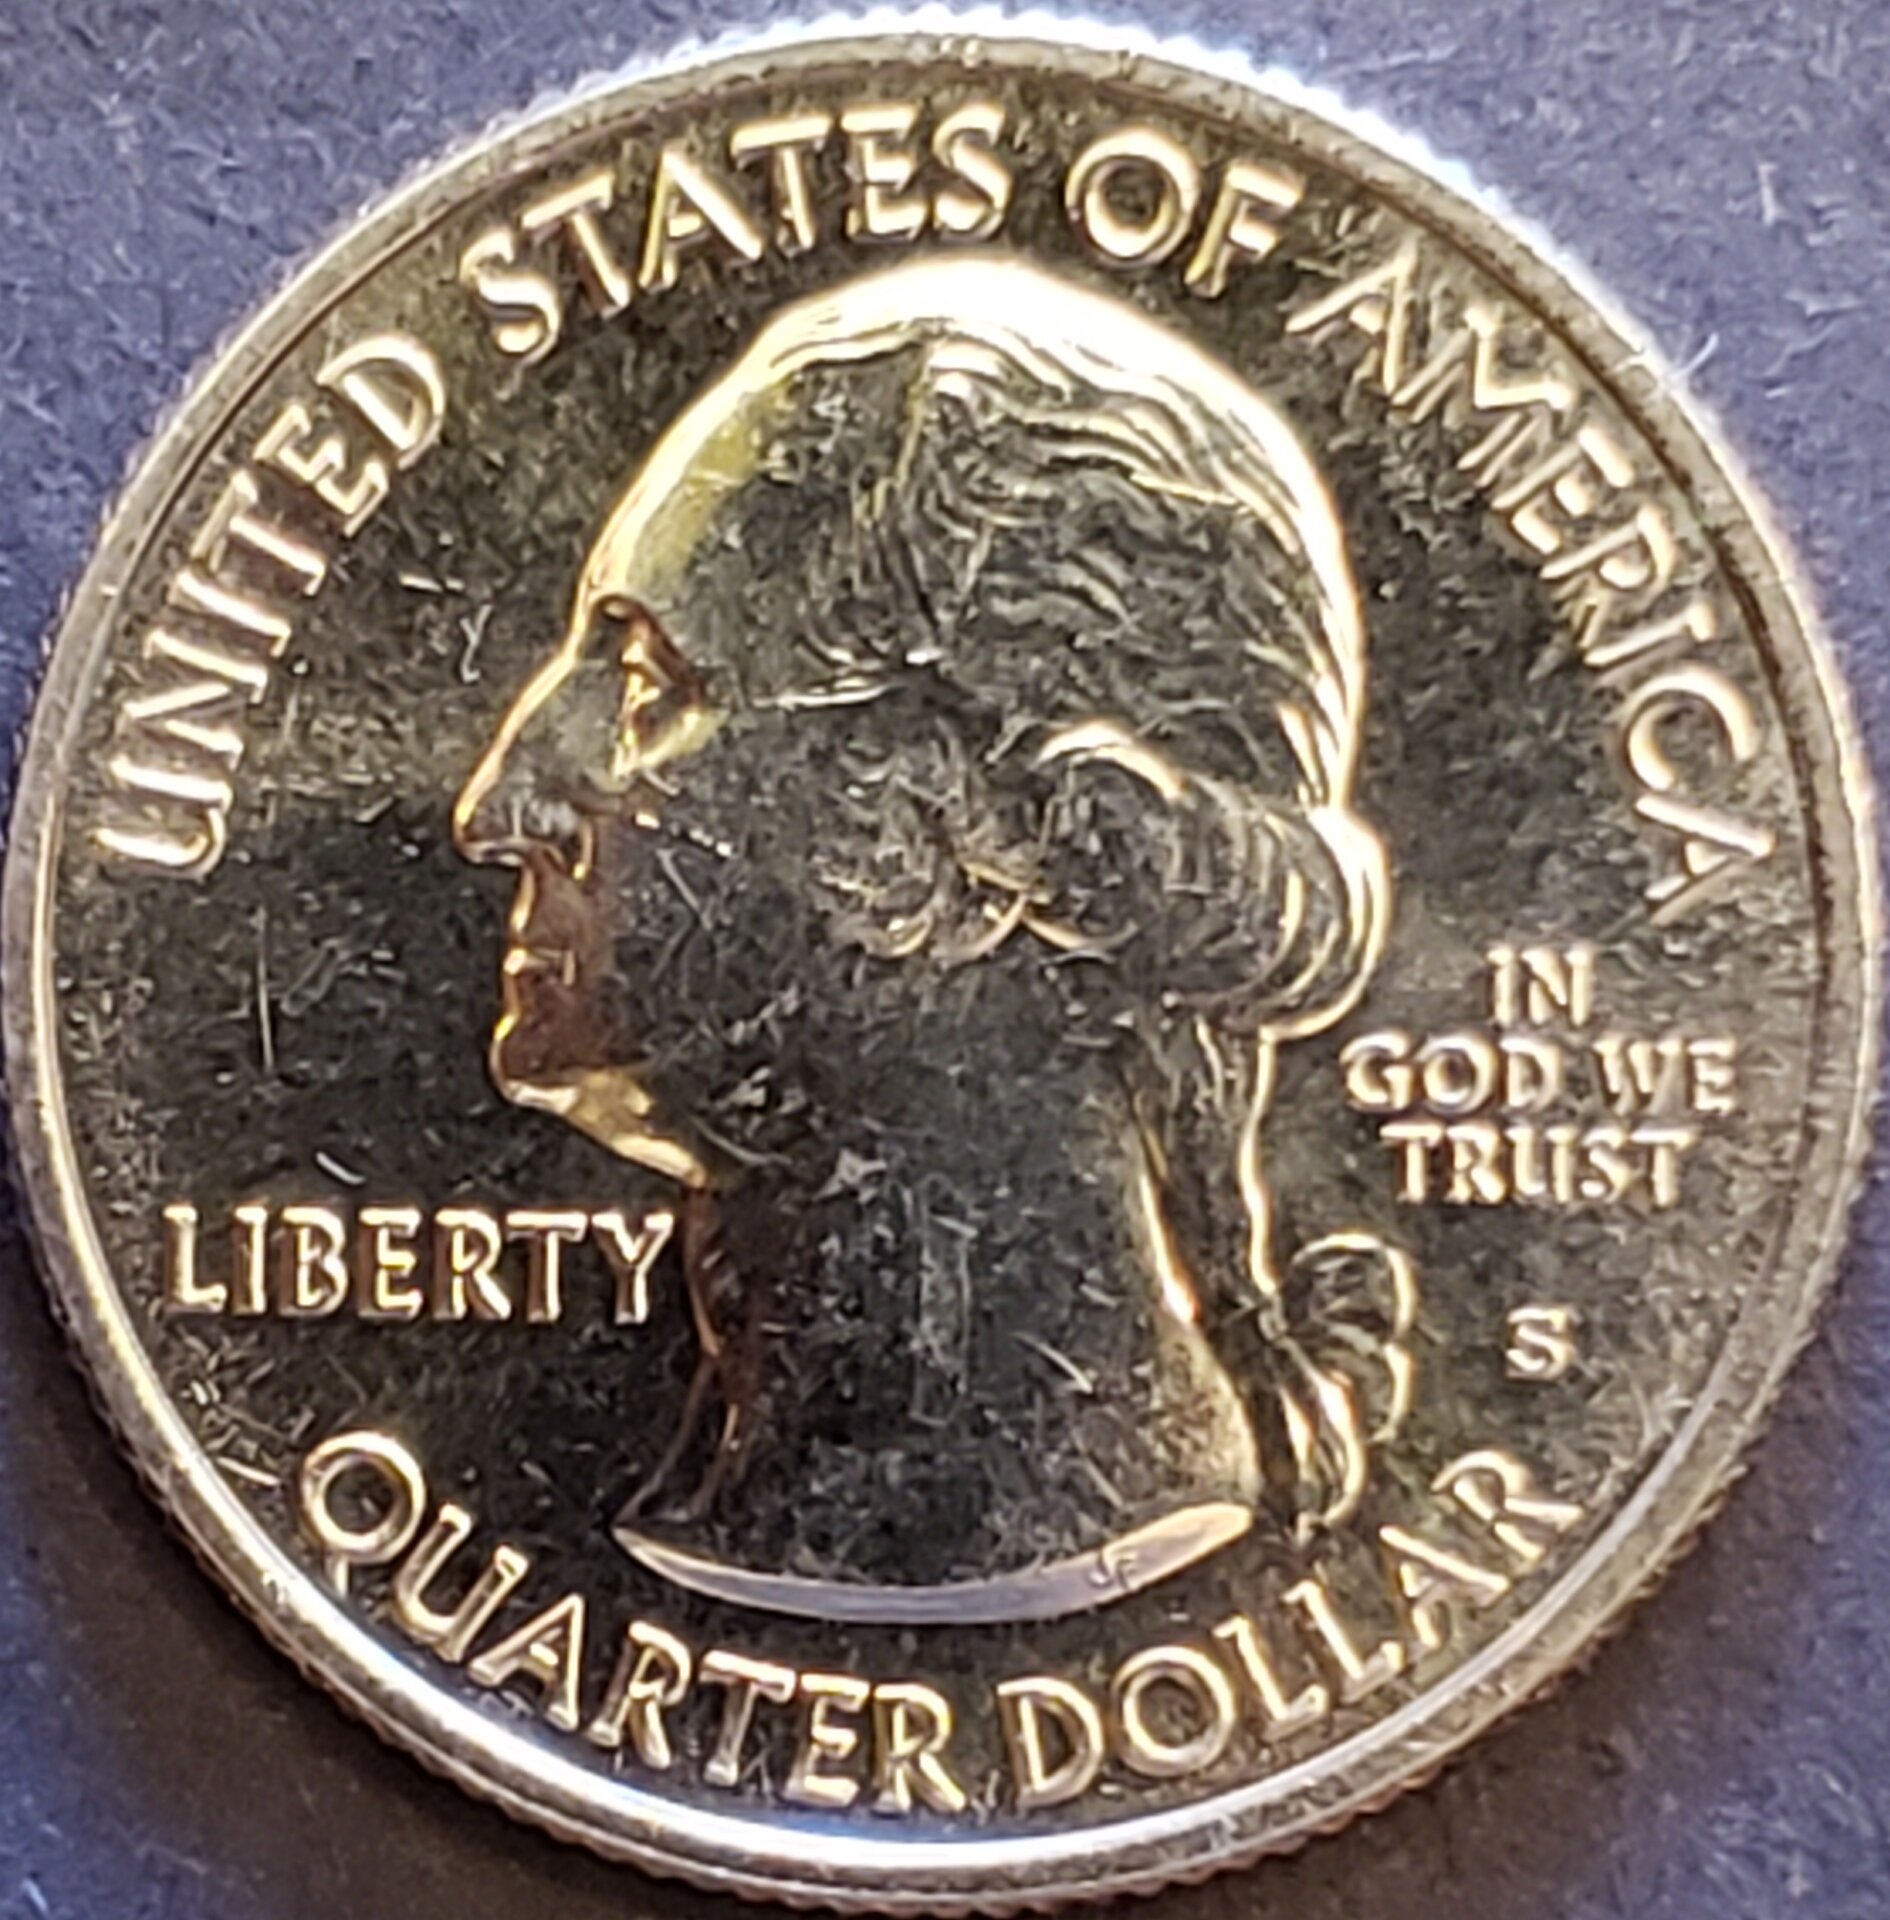 UNITED STATES OF AMERICA
IN
GOD WE
TRUST
LIBERTY
S
QUARTER DOLLAR